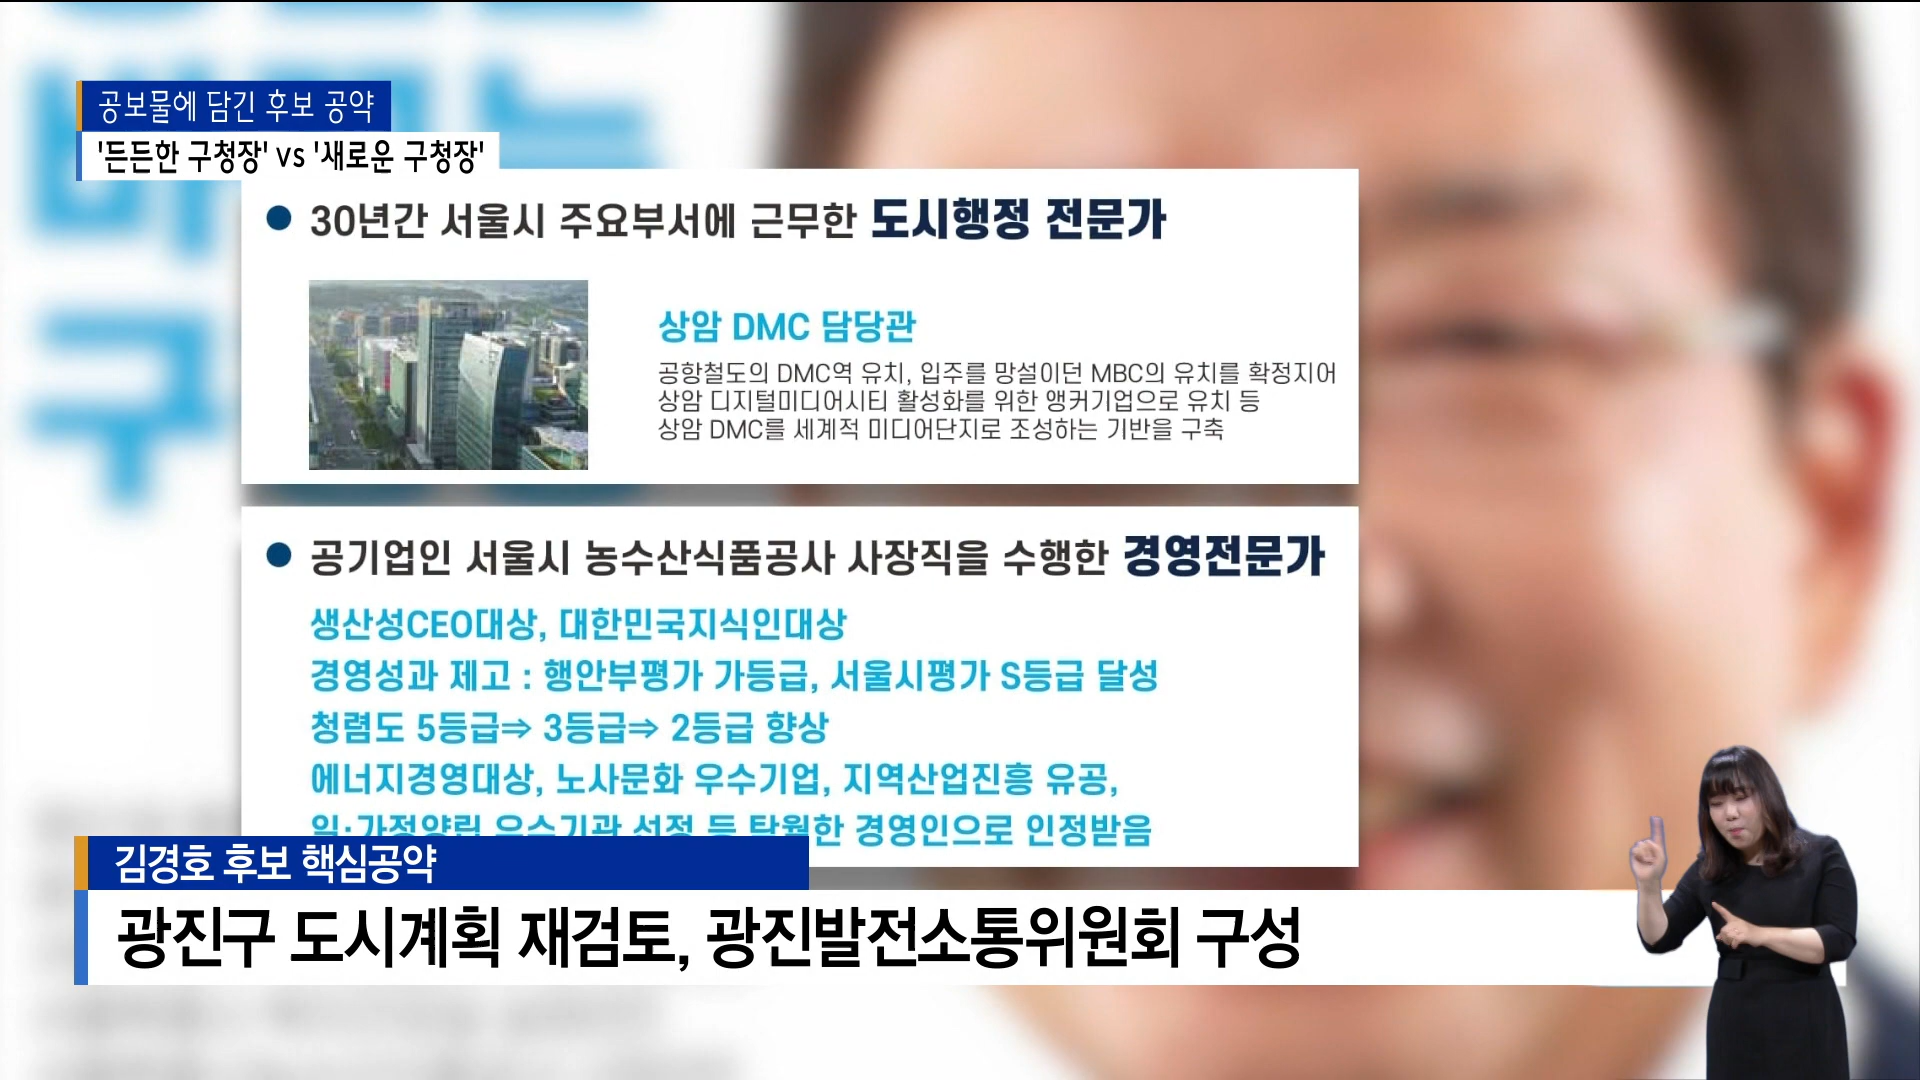 공보물에 담긴 후보 공약
'든든한 구청장' vs '새로운 구청장'
● 30년간 서울시 주요부서에 근무한 도시행정 전문가
상암 DMC 담당관
공항철도의 DMC역 유치, 입주를 망설이던 MBC의 유치를 확정지어
상암 디지털미디어시티 활성화를 위한 앵커기업으로 유치 등
상암 DMC를 세계적 미디어단지로 조성하는 기반을 구축
● 공기업인 서울시 농수산식품공사 사장직을 수행한 경영전문가
생산성CEO대상, 대한민국지식인대상
경영성과 제고 : 행안부평가 가등급, 서울시평가 S등급 달성
청렴도 5등급⇒ 3등급⇒ 2등급 향상
에너지경영대상, 노사문화 우수기업, 지역산업진흥 유공,
일·가정양립 우수기관 선정 등 탁월한 경영인으로 인정받음
김경호 후보 핵심공약
광진구 도시계획 재검토, 광진발전소통위원회 구성